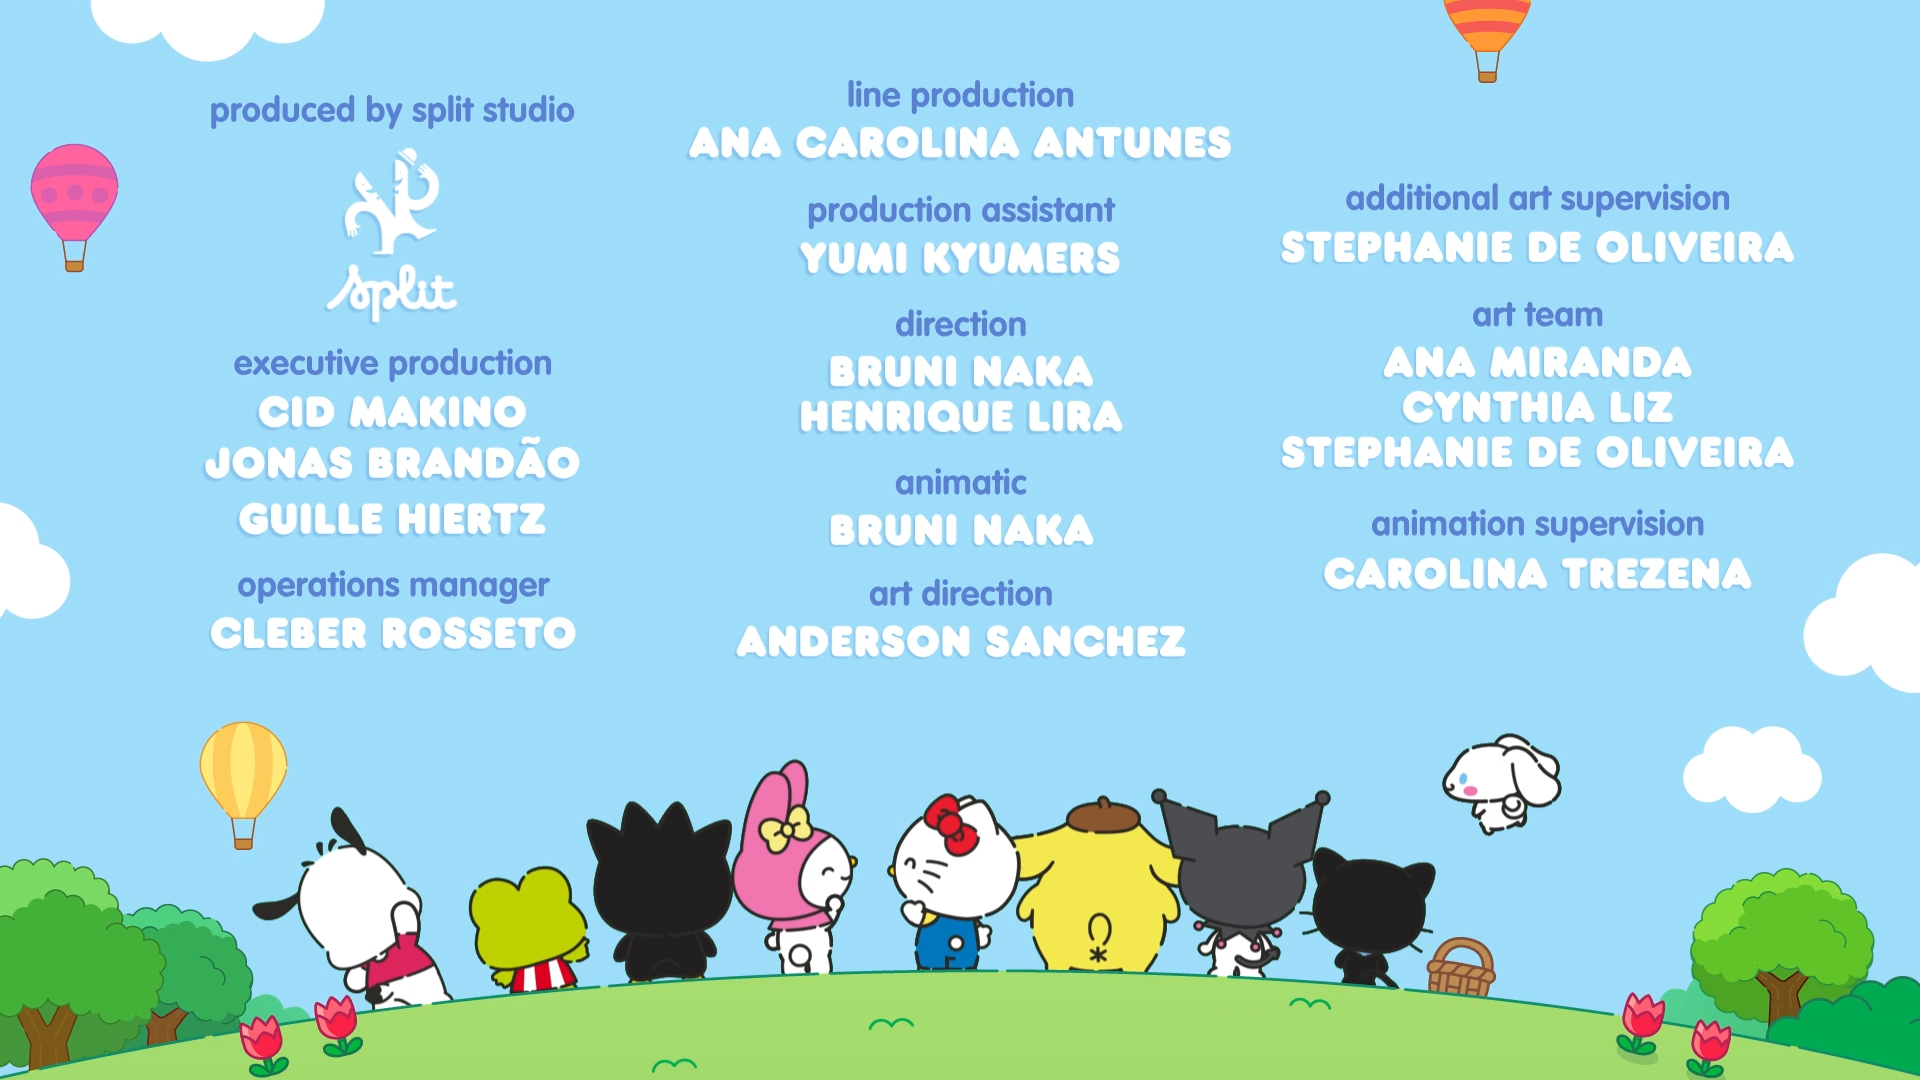 produced by split studio
split
executive production
CID MAKINO
JONAS BRANDÃO
GUILLE HIERTZ
operations manager
CLEBER ROSSETO
line production
ANA CAROLINA ANTUNES
production assistant
YUMI KYUMERS
direction
BRUNI NAKA
HENRIQUE LIRA
animatic
BRUNI NAKA
art direction
ANDERSON SANCHEZ
additional art supervision
STEPHANIE DE OLIVEIRA
art team
ANA MIRANDA
CYNTHIA LIZ
STEPHANIE DE OLIVEIRA
animation supervision
CAROLINA TREZENA